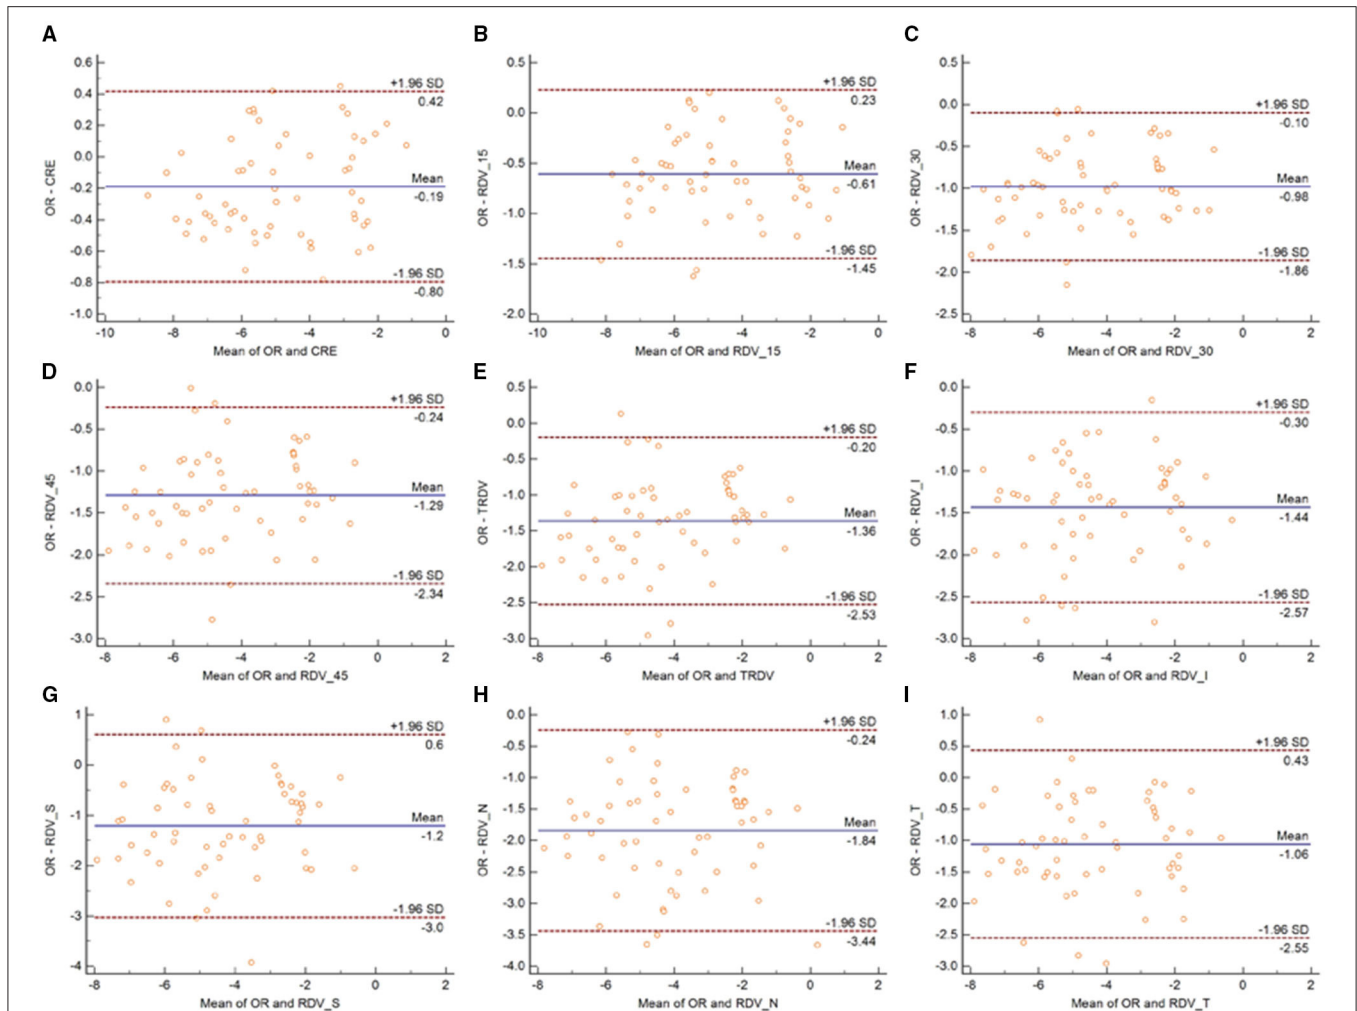 A
0.6
0.4
0.2
0.0
-0.2
-0.4
-0.6
-0.8
-1.0
OR - CRE
+1.96 SD
0.42
Mean
-0.19
-1.96 SD
-0.80
-10
-8
-6
-4
-2
0
Mean of OR and CRE
B
0.5
0.0
-0.5
-1.0
-1.5
-2.0
OR - RDV_15
+1.96 SD
0.23
Mean
-0.61
-1.96 SD
-1.45
-10
-8
-6
-4
-2
0
Mean of OR and RDV_15
C
0.5
0.0
-0.5
-1.0
-1.5
-2.0
-2.5
OR - RDV_30
+1.96 SD
-0.10
Mean
-0.98
-1.96 SD
-1.86
-8
-6
-4
-2
0
2
Mean of OR and RDV_30
D
0.0
-0.5
-1.0
-1.5
-2.0
-2.5
-3.0
OR - RDV_45
+1.96 SD
-0.24
Mean
-1.29
-1.96 SD
-2.34
-8
-6
-4
-2
0
2
Mean of OR and RDV_45
E
0.5
0.0
-0.5
-1.0
-1.5
-2.0
-2.5
-3.0
OR - TRDV
+1.96 SD
-0.20
Mean
-1.36
-1.96 SD
-2.53
-8
-6
-4
-2
0
2
Mean of OR and TRDV
F
0.0
-0.5
-1.0
-1.5
-2.0
-2.5
-3.0
OR - RDV_I
+1.96 SD
-0.30
Mean
-1.44
-1.96 SD
-2.57
-8
-6
-4
-2
0
2
Mean of OR and RDV_I
G
1
0
-1
-2
-3
-4
OR - RDV_S
+1.96 SD
0.6
Mean
-1.2
-1.96 SD
-3.0
-8
-6
-4
-2
0
2
Mean of OR and RDV_S
H
0.0
-0.5
-1.0
-1.5
-2.0
-2.5
-3.0
-3.5
-4.0
OR - RDV_N
+1.96 SD
-0.24
Mean
-1.84
-1.96 SD
-3.44
-8
-6
-4
-2
0
2
Mean of OR and RDV_N
I
1.0
0.5
0.0
-0.5
-1.0
-1.5
-2.0
-2.5
-3.0
OR - RDV_T
+1.96 SD
0.43
Mean
-1.06
-1.96 SD
-2.55
-8
-6
-4
-2
0
2
Mean of OR and RDV_T